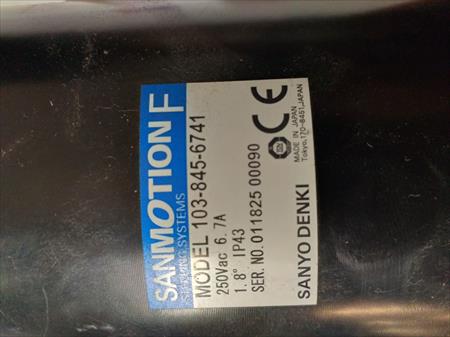 SANMOTION F
STEPPING SYSTEMS
MODEL 103-845-6741
250Vac 6.7A
1.8° IP43
SER.NO.011825 00090
SANYO DENKI
CE
MADE IN JAPAN
Tokyo,170-8451,JAPAN